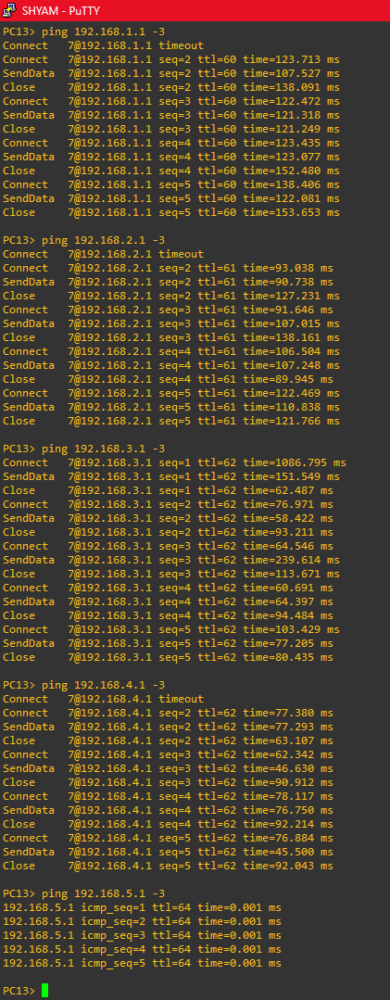 SHYAM - PuTTY
PC13> ping 192.168.1.1 -3
Connect   7@192.168.1.1 timeout
Connect   7@192.168.1.1 seq=2 ttl=60 time=123.713 ms
SendData  7@192.168.1.1 seq=2 ttl=60 time=107.527 ms
Close     7@192.168.1.1 seq=2 ttl=60 time=138.091 ms
Connect   7@192.168.1.1 seq=3 ttl=60 time=122.472 ms
SendData  7@192.168.1.1 seq=3 ttl=60 time=121.318 ms
Close     7@192.168.1.1 seq=3 ttl=60 time=121.249 ms
Connect   7@192.168.1.1 seq=4 ttl=60 time=123.435 ms
SendData  7@192.168.1.1 seq=4 ttl=60 time=123.077 ms
Close     7@192.168.1.1 seq=4 ttl=60 time=152.480 ms
Connect   7@192.168.1.1 seq=5 ttl=60 time=138.406 ms
SendData  7@192.168.1.1 seq=5 ttl=60 time=122.081 ms
Close     7@192.168.1.1 seq=5 ttl=60 time=153.653 ms
PC13> ping 192.168.2.1 -3
Connect   7@192.168.2.1 timeout
Connect   7@192.168.2.1 seq=2 ttl=61 time=93.038 ms
SendData  7@192.168.2.1 seq=2 ttl=61 time=90.738 ms
Close     7@192.168.2.1 seq=2 ttl=61 time=127.231 ms
Connect   7@192.168.2.1 seq=3 ttl=61 time=91.646 ms
SendData  7@192.168.2.1 seq=3 ttl=61 time=107.015 ms
Close     7@192.168.2.1 seq=3 ttl=61 time=138.161 ms
Connect   7@192.168.2.1 seq=4 ttl=61 time=106.504 ms
SendData  7@192.168.2.1 seq=4 ttl=61 time=107.248 ms
Close     7@192.168.2.1 seq=4 ttl=61 time=89.945 ms
Connect   7@192.168.2.1 seq=5 ttl=61 time=122.469 ms
SendData  7@192.168.2.1 seq=5 ttl=61 time=110.838 ms
Close     7@192.168.2.1 seq=5 ttl=61 time=121.766 ms
PC13> ping 192.168.3.1 -3
Connect   7@192.168.3.1 seq=1 ttl=62 time=1086.795 ms
SendData  7@192.168.3.1 seq=1 ttl=62 time=151.549 ms
Close     7@192.168.3.1 seq=1 ttl=62 time=62.487 ms
Connect   7@192.168.3.1 seq=2 ttl=62 time=76.971 ms
SendData  7@192.168.3.1 seq=2 ttl=62 time=58.422 ms
Close     7@192.168.3.1 seq=2 ttl=62 time=93.211 ms
Connect   7@192.168.3.1 seq=3 ttl=62 time=64.546 ms
SendData  7@192.168.3.1 seq=3 ttl=62 time=239.614 ms
Close     7@192.168.3.1 seq=3 ttl=62 time=113.671 ms
Connect   7@192.168.3.1 seq=4 ttl=62 time=60.691 ms
SendData  7@192.168.3.1 seq=4 ttl=62 time=64.397 ms
Close     7@192.168.3.1 seq=4 ttl=62 time=94.484 ms
Connect   7@192.168.3.1 seq=5 ttl=62 time=103.429 ms
SendData  7@192.168.3.1 seq=5 ttl=62 time=77.205 ms
Close     7@192.168.3.1 seq=5 ttl=62 time=80.435 ms
PC13> ping 192.168.4.1 -3
Connect   7@192.168.4.1 timeout
Connect   7@192.168.4.1 seq=2 ttl=62 time=77.380 ms
SendData  7@192.168.4.1 seq=2 ttl=62 time=77.293 ms
Close     7@192.168.4.1 seq=2 ttl=62 time=63.107 ms
Connect   7@192.168.4.1 seq=3 ttl=62 time=62.342 ms
SendData  7@192.168.4.1 seq=3 ttl=62 time=46.630 ms
Close     7@192.168.4.1 seq=3 ttl=62 time=90.912 ms
Connect   7@192.168.4.1 seq=4 ttl=62 time=78.117 ms
SendData  7@192.168.4.1 seq=4 ttl=62 time=76.750 ms
Close     7@192.168.4.1 seq=4 ttl=62 time=92.214 ms
Connect   7@192.168.4.1 seq=5 ttl=62 time=76.884 ms
SendData  7@192.168.4.1 seq=5 ttl=62 time=45.500 ms
Close     7@192.168.4.1 seq=5 ttl=62 time=92.043 ms
PC13> ping 192.168.5.1 -3
192.168.5.1 icmp_seq=1 ttl=64 time=0.001 ms
192.168.5.1 icmp_seq=2 ttl=64 time=0.001 ms
192.168.5.1 icmp_seq=3 ttl=64 time=0.001 ms
192.168.5.1 icmp_seq=4 ttl=64 time=0.001 ms
192.168.5.1 icmp_seq=5 ttl=64 time=0.001 ms
PC13>